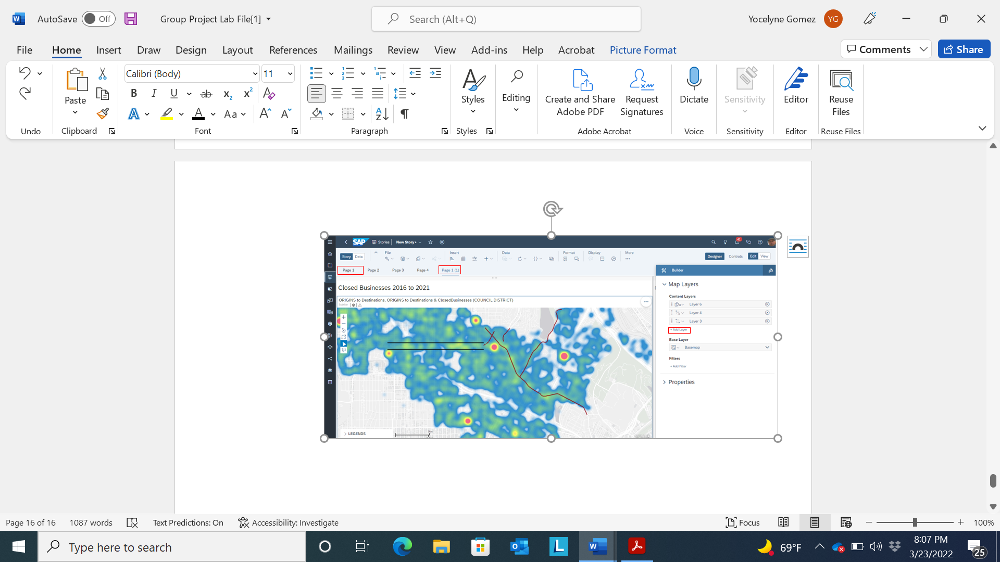 AutoSave Off Group Project Lab File[1] Search (Alt+Q) Yocelyne Gomez YG
File Home Insert Draw Design Layout References Mailings Review View Add-ins Help Acrobat Picture Format Comments Share
Calibri (Body) 11
Paste
Styles
Editing
Create and Share
Adobe PDF
Request
Signatures
Dictate
Sensitivity
Editor
Reuse
Files
Undo Clipboard Font Paragraph Styles Adobe Acrobat Voice Sensitivity Editor Reuse Files
SAP Stories New Story 41
Story Data File Insert Data Format Display More Designer Controls Edit View
Page 1 Page 2 Page 3 Page 4 Page 1 (1)
Builder
Closed Businesses 2016 to 2021
ORIGINS to Destinations, ORIGINS to Destinations & ClosedBusinesses (COUNCIL DISTRICT)
Subtitle
Map Layers
Content Layers
Layer 6
Layer 4
Layer 3
+ Add Layer
Base Layer
Basemap
Filters
+ Add Filter
Properties
LEGENDS
Page 16 of 16 1087 words Text Predictions: On Accessibility: Investigate Focus 100%
Type here to search
69°F
8:07 PM
3/23/2022
25